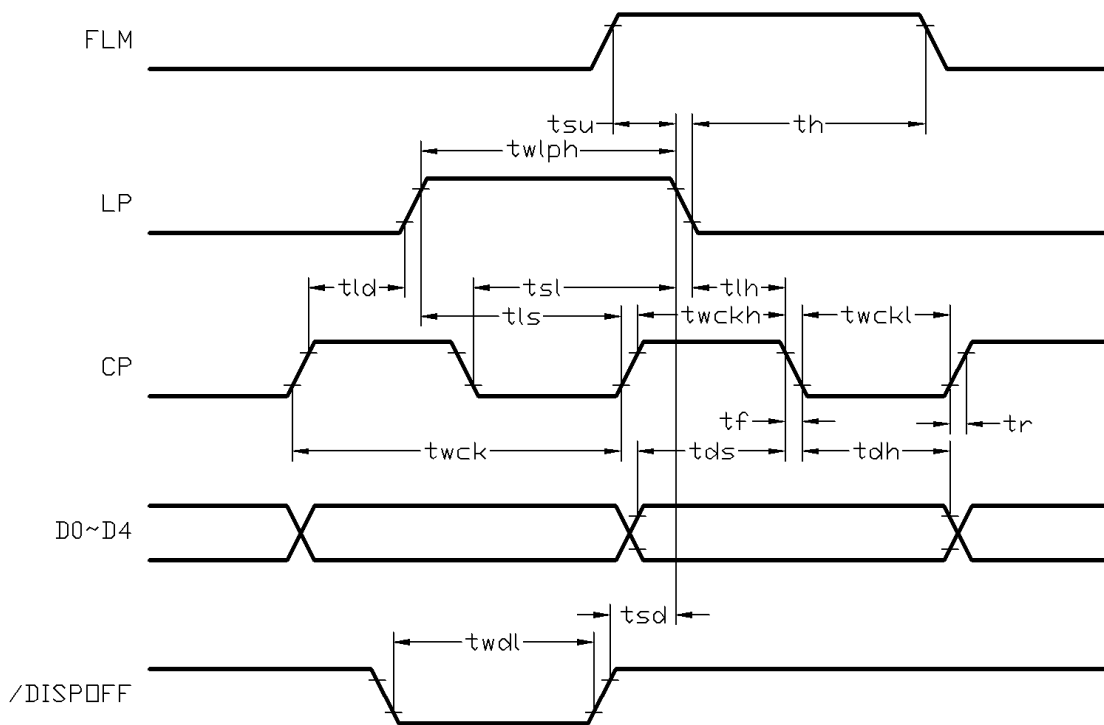 FLM
tsu
th
twlph
LP
tld
tsl
tlh
tls
twckh
twckl
CP
tf
tr
twck
tds
tdh
D0~D4
tsd
twdl
/DISPOFF